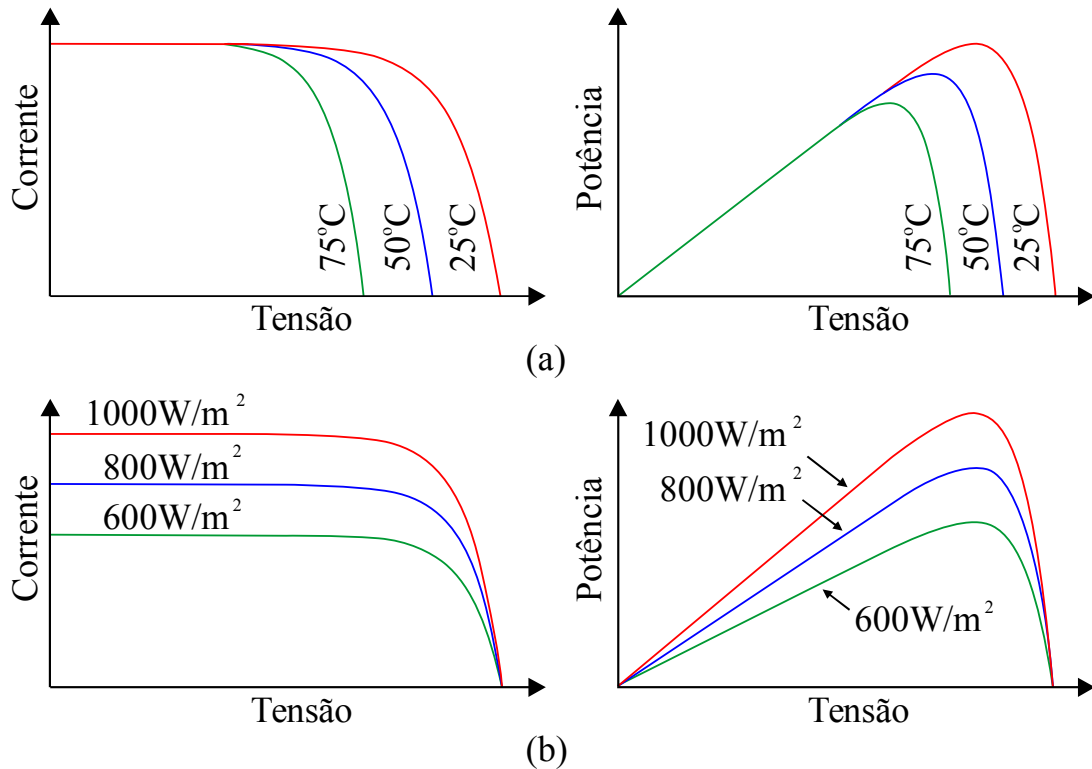 Corrente
75°C
50°C
25°C
Tensão
Potência
75°C
50°C
25°C
Tensão
(a)
Corrente
1000W/m²
800W/m²
600W/m²
Tensão
Potência
1000W/m²
800W/m²
600W/m²
Tensão
(b)